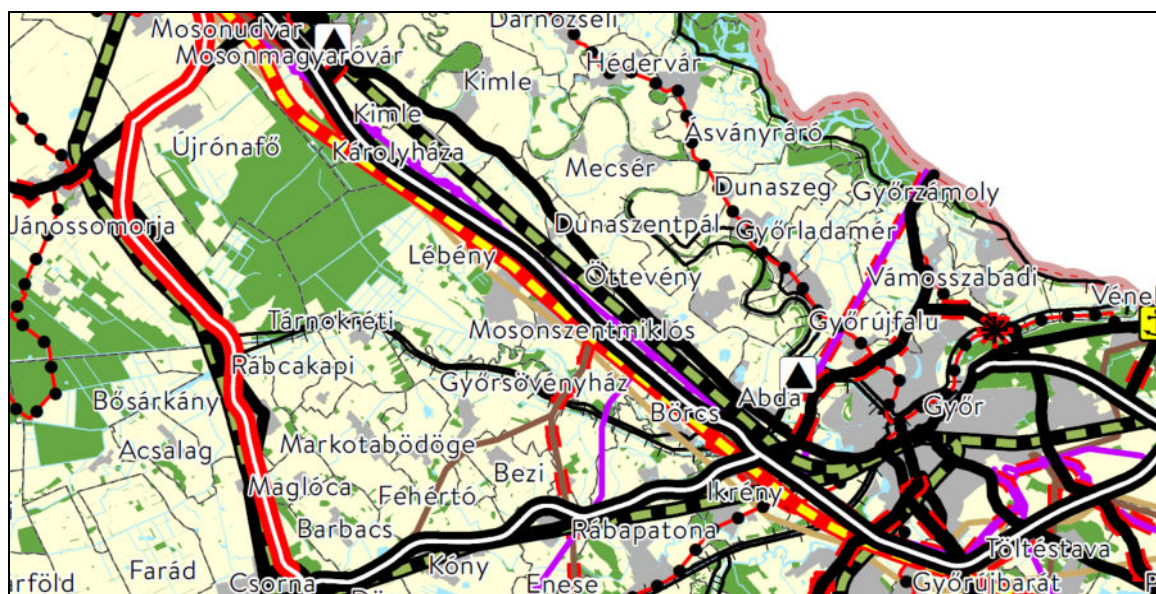 Darnózseli
Mosonudvar
Mosonmagyaróvár
Hédervár
Kimle
Kimle
Ásványráró
Újrónafő
Károlyháza
Mecsér
Dunaszeg
Győrzámoly
Jánossomorja
Dunaszentpál
Győrladamér
Lébény
Öttevény
Vámosszabadi
Vének
Tárnokréti
Mosonszentmiklós
Győrújfalu
Rábcakapi
Győrsövényház
Abda
Bősárkány
Börcs
Győr
Acsalag
Markotabödöge
Bezi
Maglóca
Fehértó
Ikrény
Barbacs
Rábapatona
Töltéstava
Kóny
Farád
Csorna
Enese
Győrújbarát